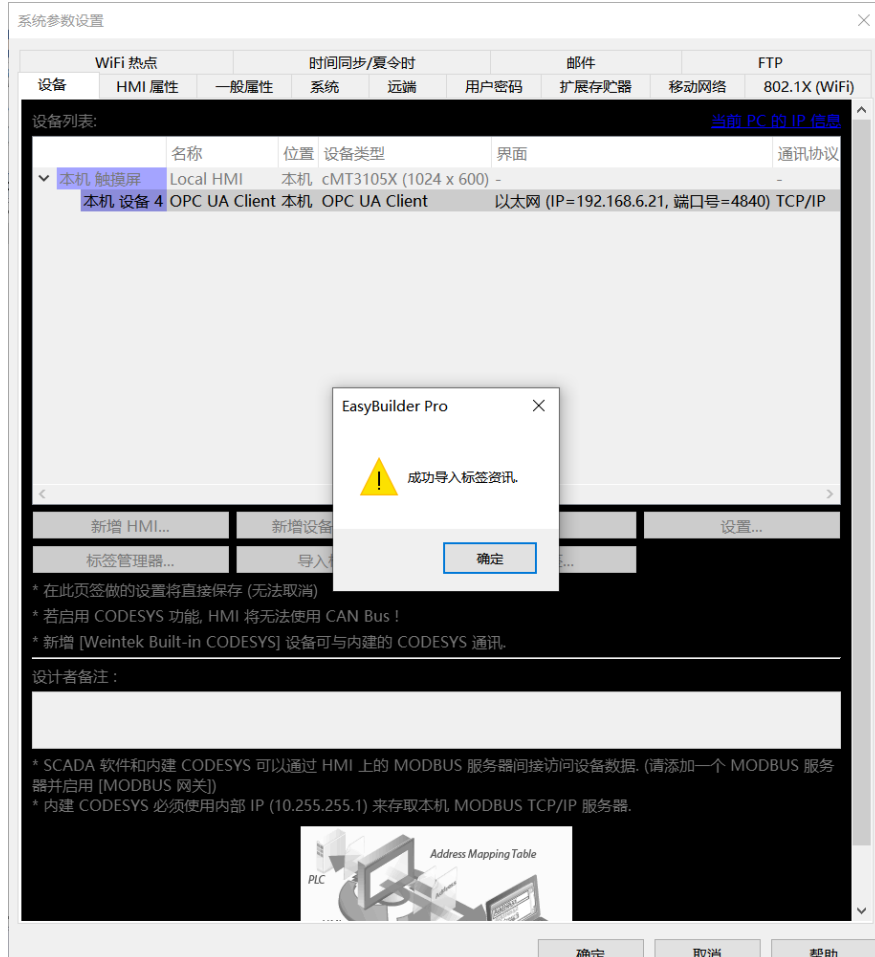 系统参数设置
WiFi 热点 时间同步/夏令时 邮件 FTP
设备 HMI 属性 一般属性 系统 远端 用户密码 扩展存贮器 移动网络 802.1X (WiFi)
设备列表: 当前 PC 的 IP 信息
名称 位置 设备类型 界面 通讯协议
本机 触摸屏 Local HMI 本机 cMT3105X (1024 x 600) - -
本机 设备 4 OPC UA Client 本机 OPC UA Client 以太网 (IP=192.168.6.21, 端口号=4840) TCP/IP
EasyBuilder Pro
成功导入标签资讯.
确定
新增 HMI... 新增设备 设置...
标签管理器... 导入
* 在此页签做的设置将直接保存 (无法取消)
* 若启用 CODESYS 功能, HMI 将无法使用 CAN Bus !
* 新增 [Weintek Built-in CODESYS] 设备可与内建的 CODESYS 通讯.
设计者备注 :
* SCADA 软件和内建 CODESYS 可以通过 HMI 上的 MODBUS 服务器间接访问设备数据. (请添加一个 MODBUS 服务
器并启用 [MODBUS 网关])
* 内建 CODESYS 必须使用内部 IP (10.255.255.1) 来存取本机 MODBUS TCP/IP 服务器.
Address Mapping Table
PLC
确定 取消 帮助